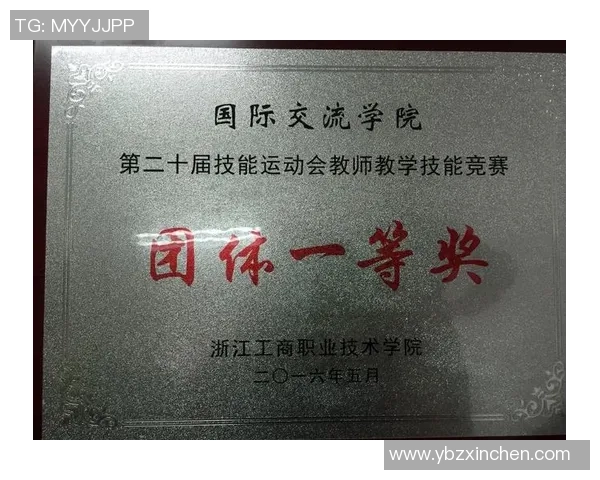 TG: MYYJJPP
国际交流学院
第二十届技能运动会教师教学技能竞赛
团体一等奖
浙江工商职业技术学院
二〇一六年五月
www.ybzxinchen.com